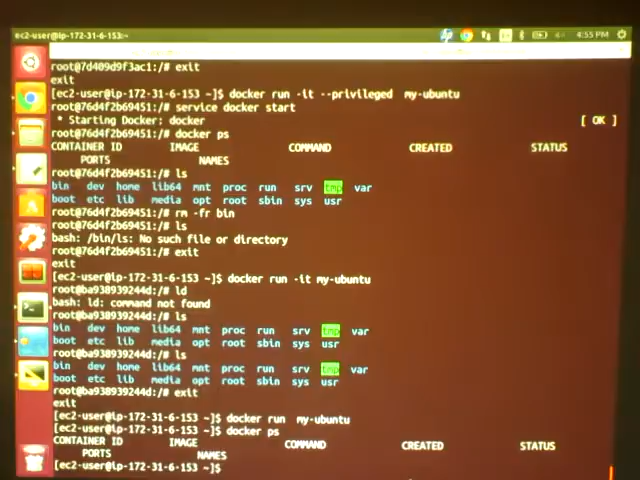 ec2-user@ip-172-31-6-153:~
4:55 PM
root@7d409d9f3ac1:/# exit
exit
[ec2-user@ip-172-31-6-153 ~]$ docker run -it --privileged  my-ubuntu
root@76d4f2b69451:/# service docker start
* Starting Docker: docker [ OK ]
root@76d4f2b69451:/# docker ps
CONTAINER ID IMAGE COMMAND CREATED STATUS
PORTS NAMES
root@76d4f2b69451:/# ls
bin dev home lib64 mnt proc run srv tmp var
boot etc lib media opt root sbin sys usr
root@76d4f2b69451:/# rm -fr bin
root@76d4f2b69451:/# ls
bash: /bin/ls: No such file or directory
root@76d4f2b69451:/# exit
exit
[ec2-user@ip-172-31-6-153 ~]$ docker run -it my-ubuntu
root@ba938939244d:/# ld
bash: ld: command not found
root@ba938939244d:/# ls
bin dev home lib64 mnt proc run srv tmp var
boot etc lib media opt root sbin sys usr
root@ba938939244d:/# ls
bin dev home lib64 mnt proc run srv tmp var
boot etc lib media opt root sbin sys usr
root@ba938939244d:/# exit
exit
[ec2-user@ip-172-31-6-153 ~]$ docker run  my-ubuntu
[ec2-user@ip-172-31-6-153 ~]$ docker ps
CONTAINER ID IMAGE COMMAND CREATED STATUS
PORTS NAMES
[ec2-user@ip-172-31-6-153 ~]$